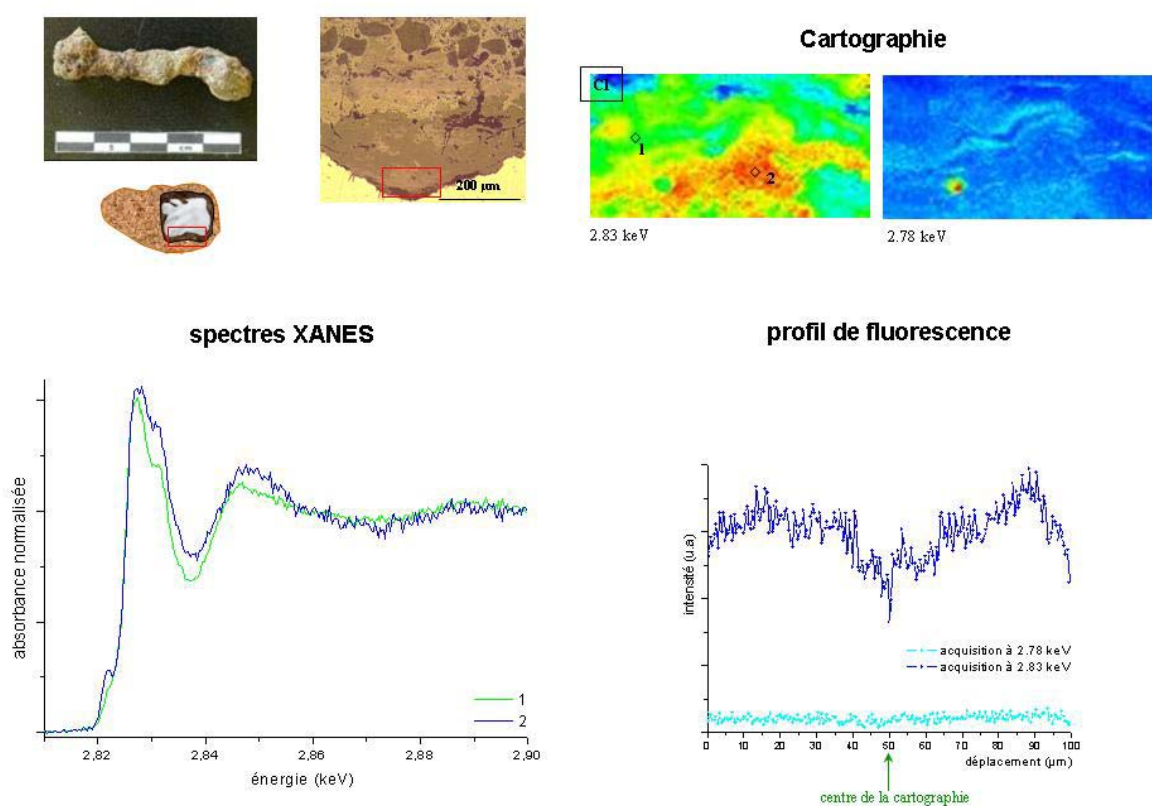 5
cm
200 µm
Cartographie
Cl
1
2
2.83 keV
2.78 keV
spectres XANES
absorbance normalisée
1
2
2,82
2,84
2,86
2,88
2,90
énergie (keV)
profil de fluorescence
intensité (u.a)
acquisition à 2.78 keV
acquisition à 2.83 keV
0
10
20
30
40
50
60
70
80
90
100
déplacement (µm)
centre de la cartographie